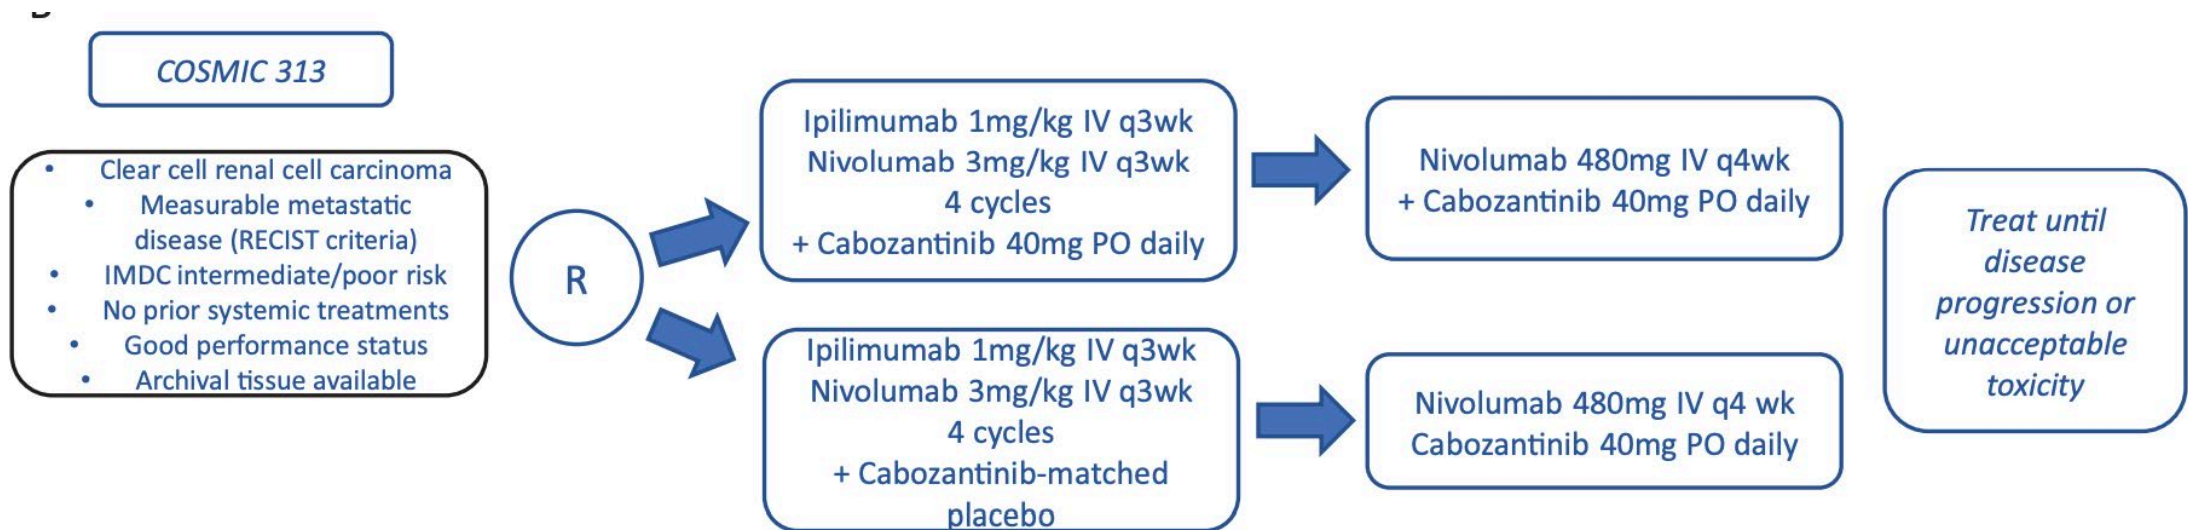 COSMIC 313
• Clear cell renal cell carcinoma
• Measurable metastatic
disease (RECIST criteria)
• IMDC intermediate/poor risk
• No prior systemic treatments
• Good performance status
• Archival tissue available
R
Ipilimumab 1mg/kg IV q3wk
Nivolumab 3mg/kg IV q3wk
4 cycles
+ Cabozantinib 40mg PO daily
Nivolumab 480mg IV q4wk
+ Cabozantinib 40mg PO daily
Ipilimumab 1mg/kg IV q3wk
Nivolumab 3mg/kg IV q3wk
4 cycles
+ Cabozantinib-matched
placebo
Nivolumab 480mg IV q4 wk
Cabozantinib 40mg PO daily
Treat until
disease
progression or
unacceptable
toxicity